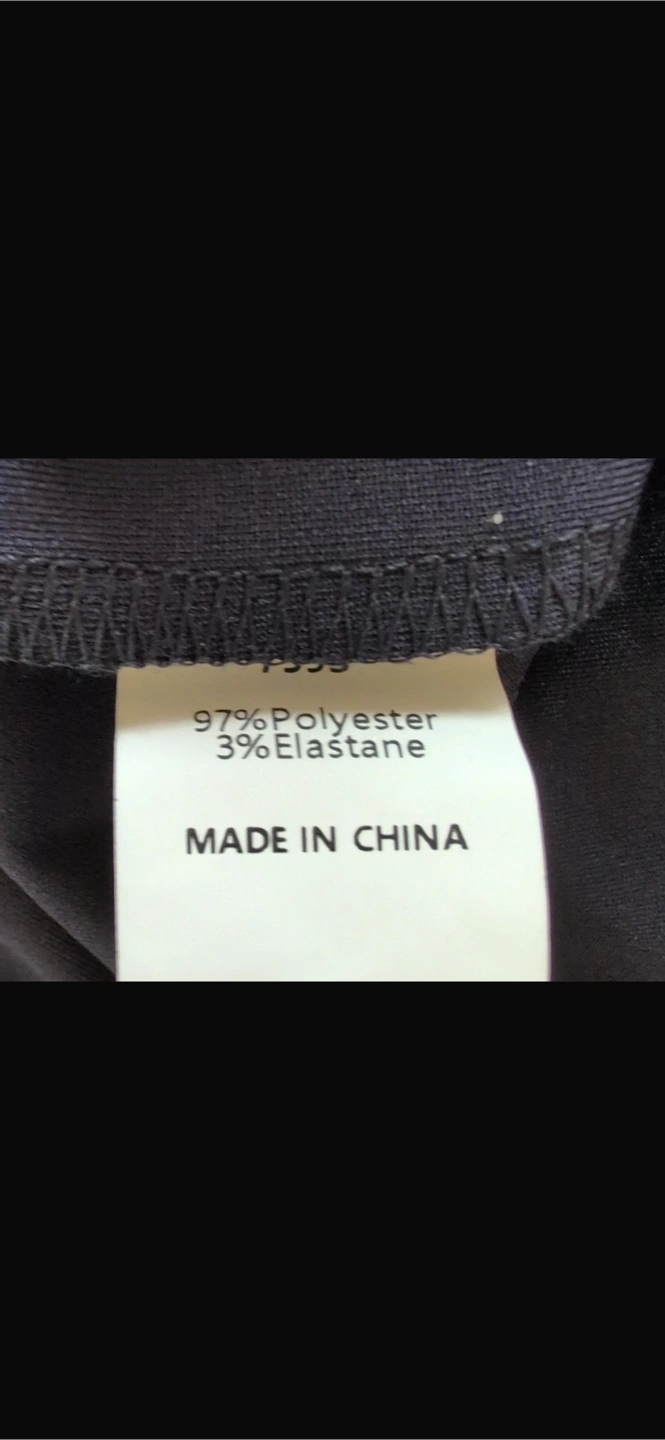 97%Polyester
3%Elastane
MADE IN CHINA